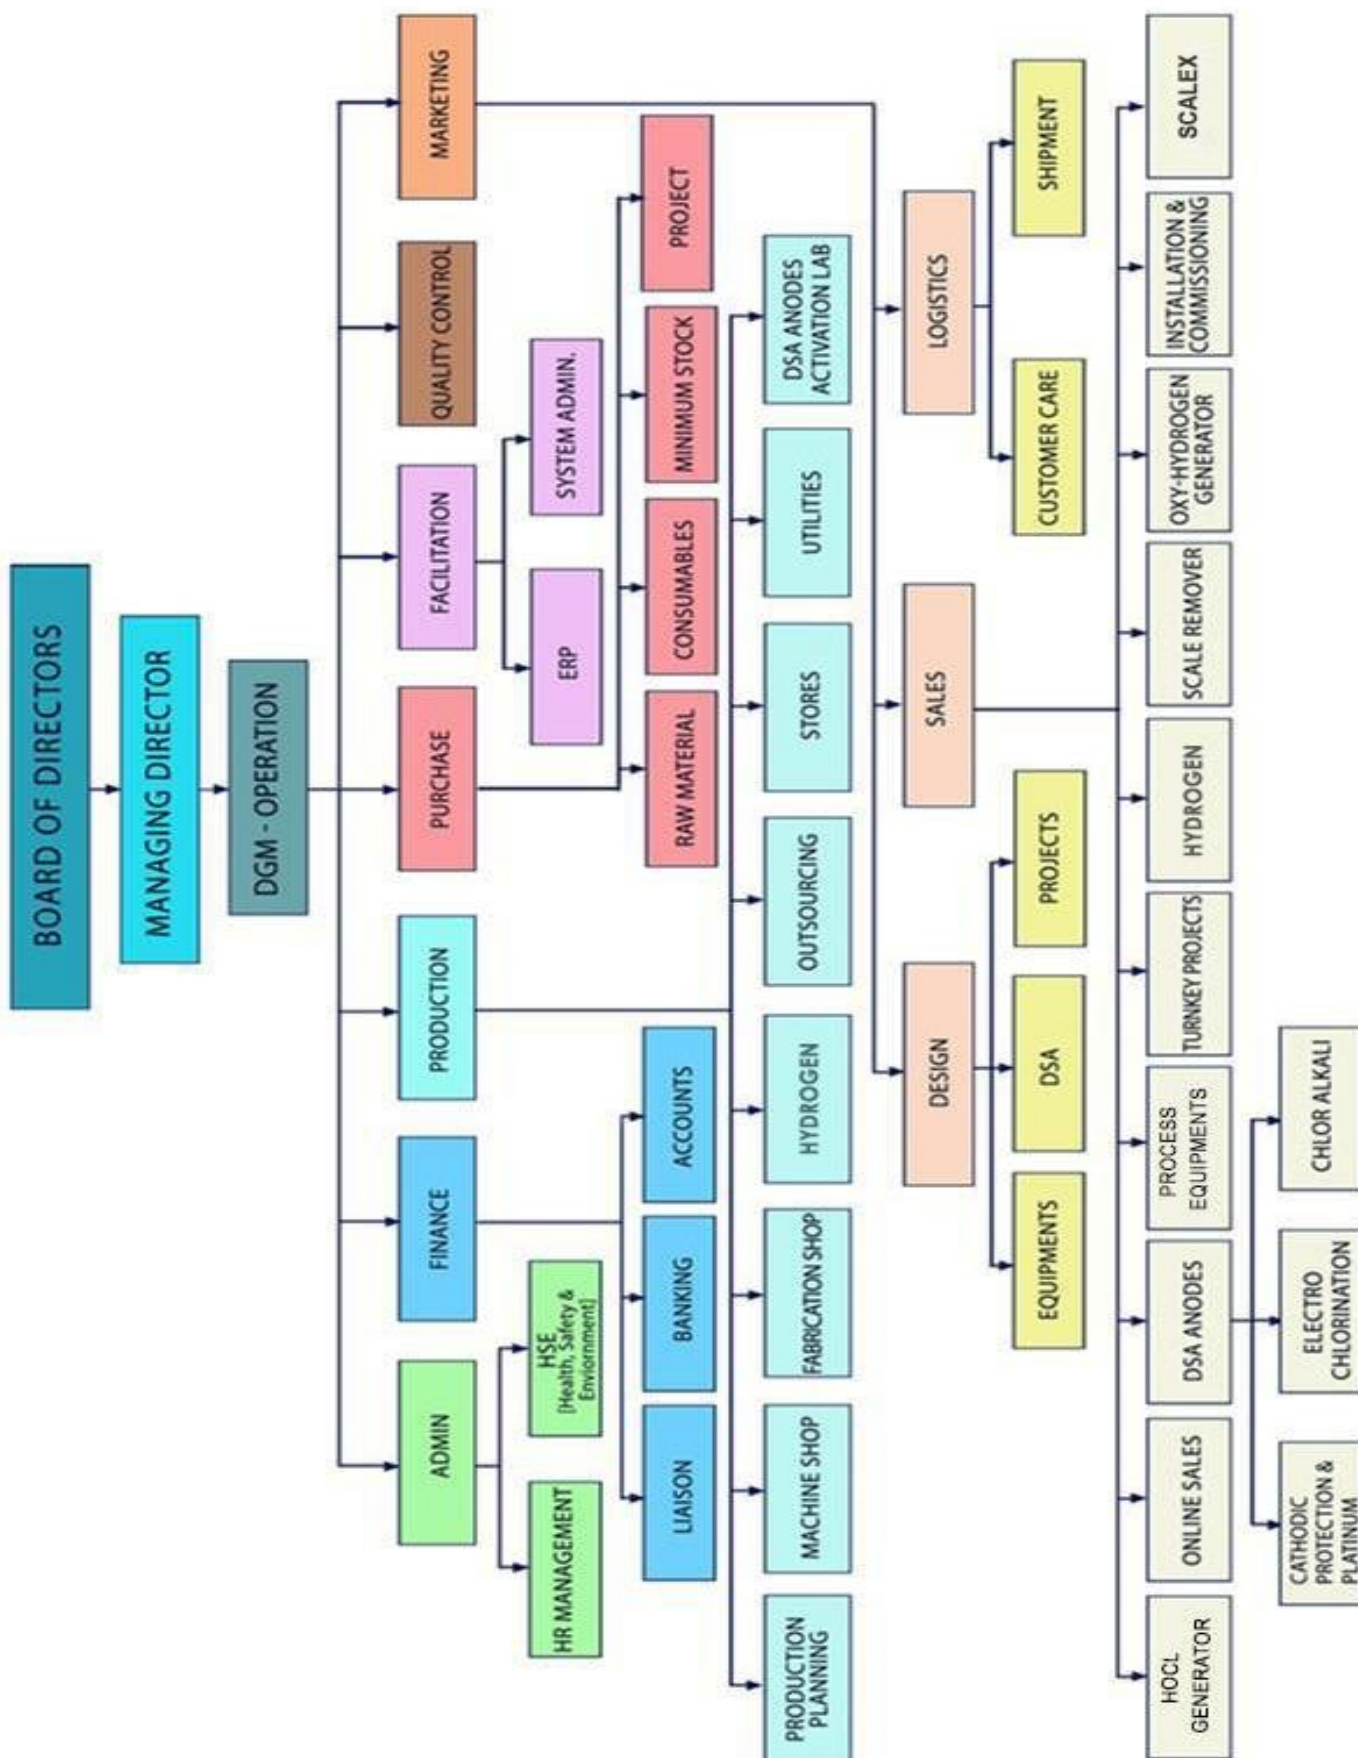 BOARD OF DIRECTORS
MANAGING DIRECTOR
DGM - OPERATION
ADMIN
FINANCE
PRODUCTION
PURCHASE
FACILITATION
QUALITY CONTROL
MARKETING
HR MANAGEMENT
HSE
[Health, Safety &
Enviornment]
ERP
SYSTEM ADMIN.
LIAISON
BANKING
ACCOUNTS
RAW MATERIAL
CONSUMABLES
MINIMUM STOCK
PROJECT
PRODUCTION
PLANNING
MACHINE SHOP
FABRICATION SHOP
HYDROGEN
OUTSOURCING
STORES
UTILITIES
DSA ANODES
ACTIVATION LAB
DESIGN
SALES
LOGISTICS
EQUIPMENTS
DSA
PROJECTS
CUSTOMER CARE
SHIPMENT
HOCL
GENERATOR
ONLINE SALES
DSA ANODES
PROCESS
EQUIPMENTS
TURNKEY PROJECTS
HYDROGEN
SCALE REMOVER
OXY-HYDROGEN
GENERATOR
INSTALLATION &
COMMISSIONING
SCALEX
CATHODIC
PROTECTION &
PLATINUM
ELECTRO
CHLORINATION
CHLOR ALKALI